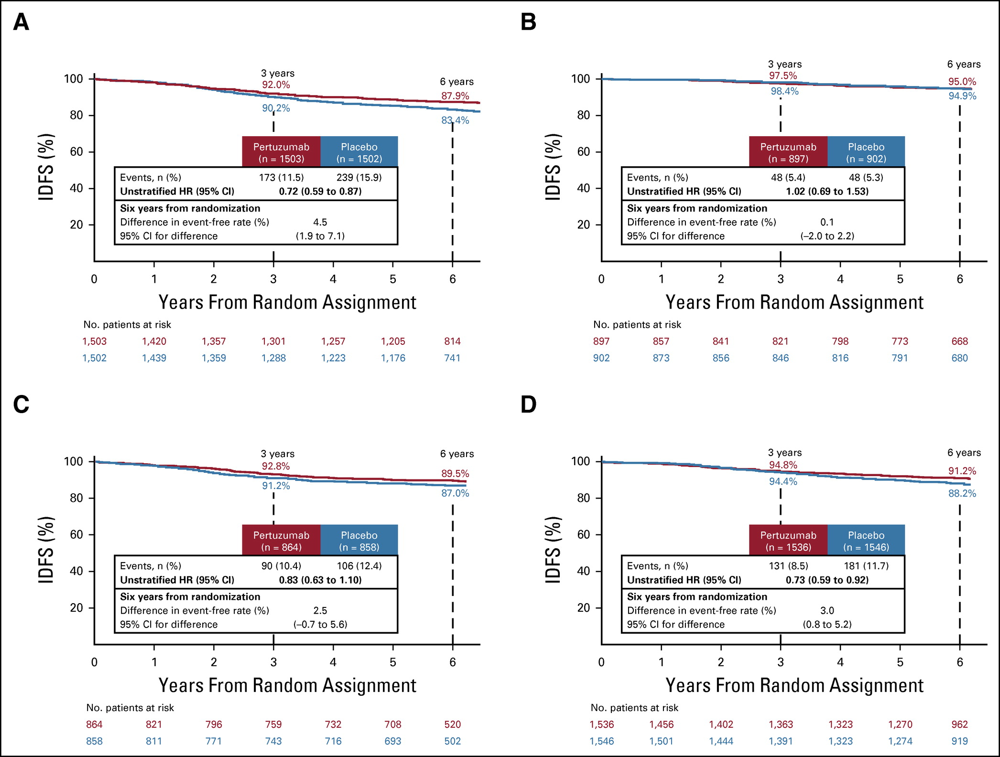 A
IDFS (%)
100
80
60
40
20
3 years
92.0%
90.2%
6 years
87.9%
83.4%
Pertuzumab
(n = 1503)
Placebo
(n = 1502)
Events, n (%) 173 (11.5) 239 (15.9)
Unstratified HR (95% CI) 0.72 (0.59 to 0.87)
Six years from randomization
Difference in event-free rate (%) 4.5
95% CI for difference (1.9 to 7.1)
0 1 2 3 4 5 6
Years From Random Assignment
No. patients at risk
1,503 1,420 1,357 1,301 1,257 1,205 814
1,502 1,439 1,359 1,288 1,223 1,176 741
B
IDFS (%)
100
80
60
40
20
3 years
97.5%
98.4%
6 years
95.0%
94.9%
Pertuzumab
(n = 897)
Placebo
(n = 902)
Events, n (%) 48 (5.4) 48 (5.3)
Unstratified HR (95% CI) 1.02 (0.69 to 1.53)
Six years from randomization
Difference in event-free rate (%) 0.1
95% CI for difference (–2.0 to 2.2)
0 1 2 3 4 5 6
Years From Random Assignment
No. patients at risk
897 857 841 821 798 773 668
902 873 856 846 816 791 680
C
IDFS (%)
100
80
60
40
20
3 years
92.8%
91.2%
6 years
89.5%
87.0%
Pertuzumab
(n = 864)
Placebo
(n = 858)
Events, n (%) 90 (10.4) 106 (12.4)
Unstratified HR (95% CI) 0.83 (0.63 to 1.10)
Six years from randomization
Difference in event-free rate (%) 2.5
95% CI for difference (–0.7 to 5.6)
0 1 2 3 4 5 6
Years From Random Assignment
No. patients at risk
864 821 796 759 732 708 520
858 811 771 743 716 693 502
D
IDFS (%)
100
80
60
40
20
3 years
94.8%
94.4%
6 years
91.2%
88.2%
Pertuzumab
(n = 1536)
Placebo
(n = 1546)
Events, n (%) 131 (8.5) 181 (11.7)
Unstratified HR (95% CI) 0.73 (0.59 to 0.92)
Six years from randomization
Difference in event-free rate (%) 3.0
95% CI for difference (0.8 to 5.2)
0 1 2 3 4 5 6
Years From Random Assignment
No. patients at risk
1,536 1,456 1,402 1,363 1,323 1,270 962
1,546 1,501 1,444 1,391 1,323 1,274 919